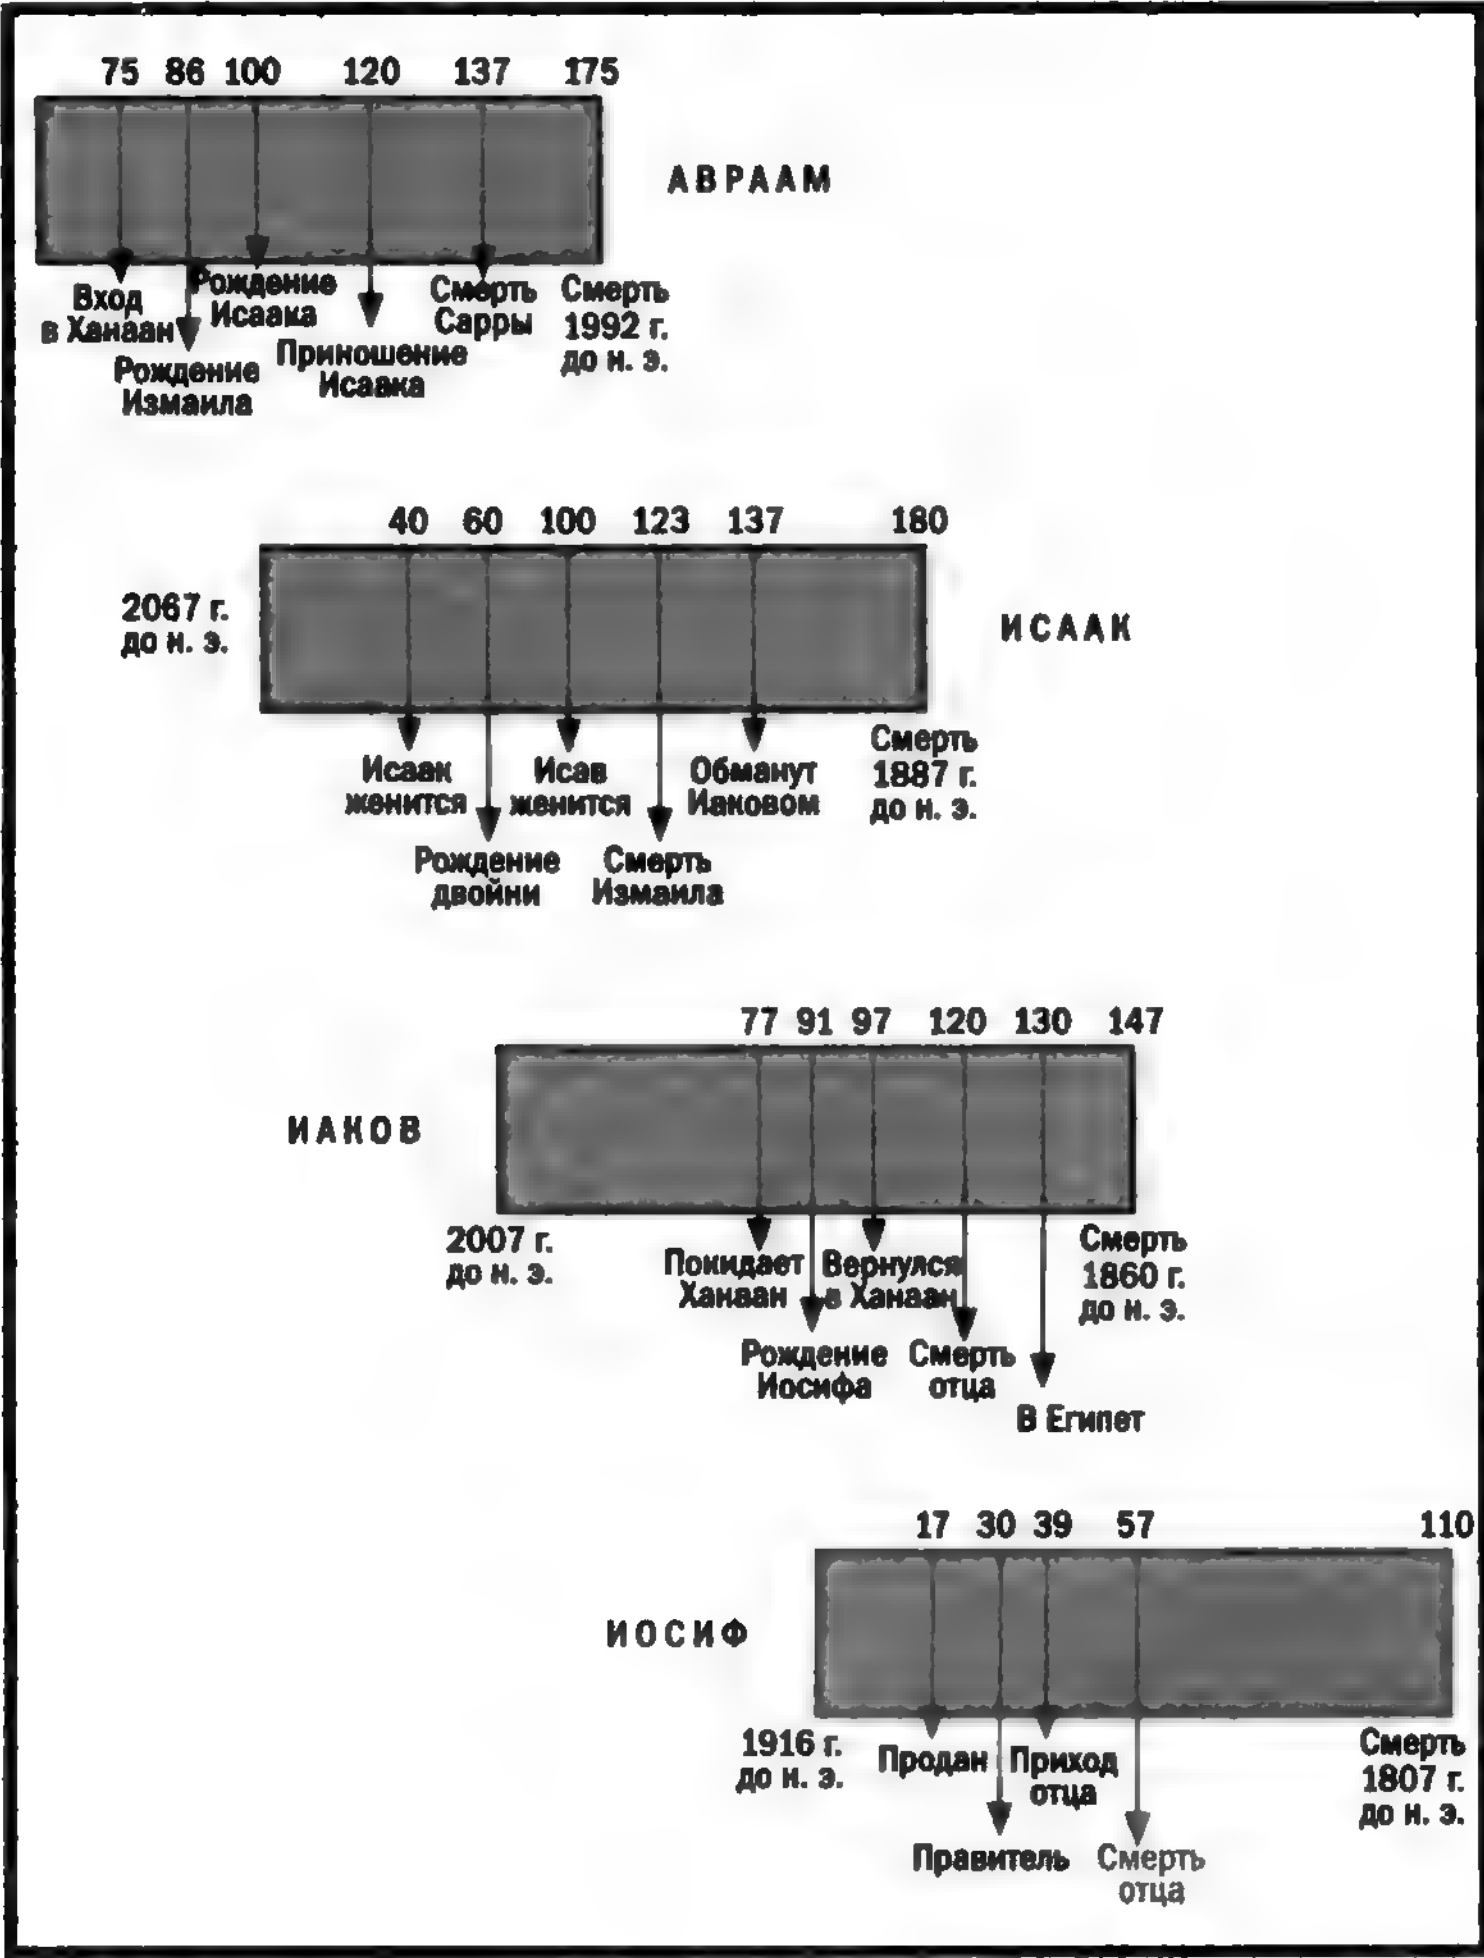 75 86 100 120 137 175
АВРААМ
Вход
в Ханаан
Рождение
Измаила
Рождение
Исаака
Приношение
Исаака
Смерть
Сарры
Смерть
1992 г.
до н. э.
40 60 100 123 137 180
2067 г.
до н. э.
ИСААК
Исаак
женится
Рождение
двойни
Исав
женится
Смерть
Измаила
Обманут
Иаковом
Смерть
1887 г.
до н. э.
77 91 97 120 130 147
ИАКОВ
2007 г.
до н. э.
Покидает
Ханаан
Рождение
Иосифа
Вернулся
в Ханаан
Смерть
отца
В Египет
Смерть
1860 г.
до н. э.
17 30 39 57 110
ИОСИФ
1916 г.
до н. э.
Продан
Правитель
Приход
отца
Смерть
отца
Смерть
1807 г.
до н. э.